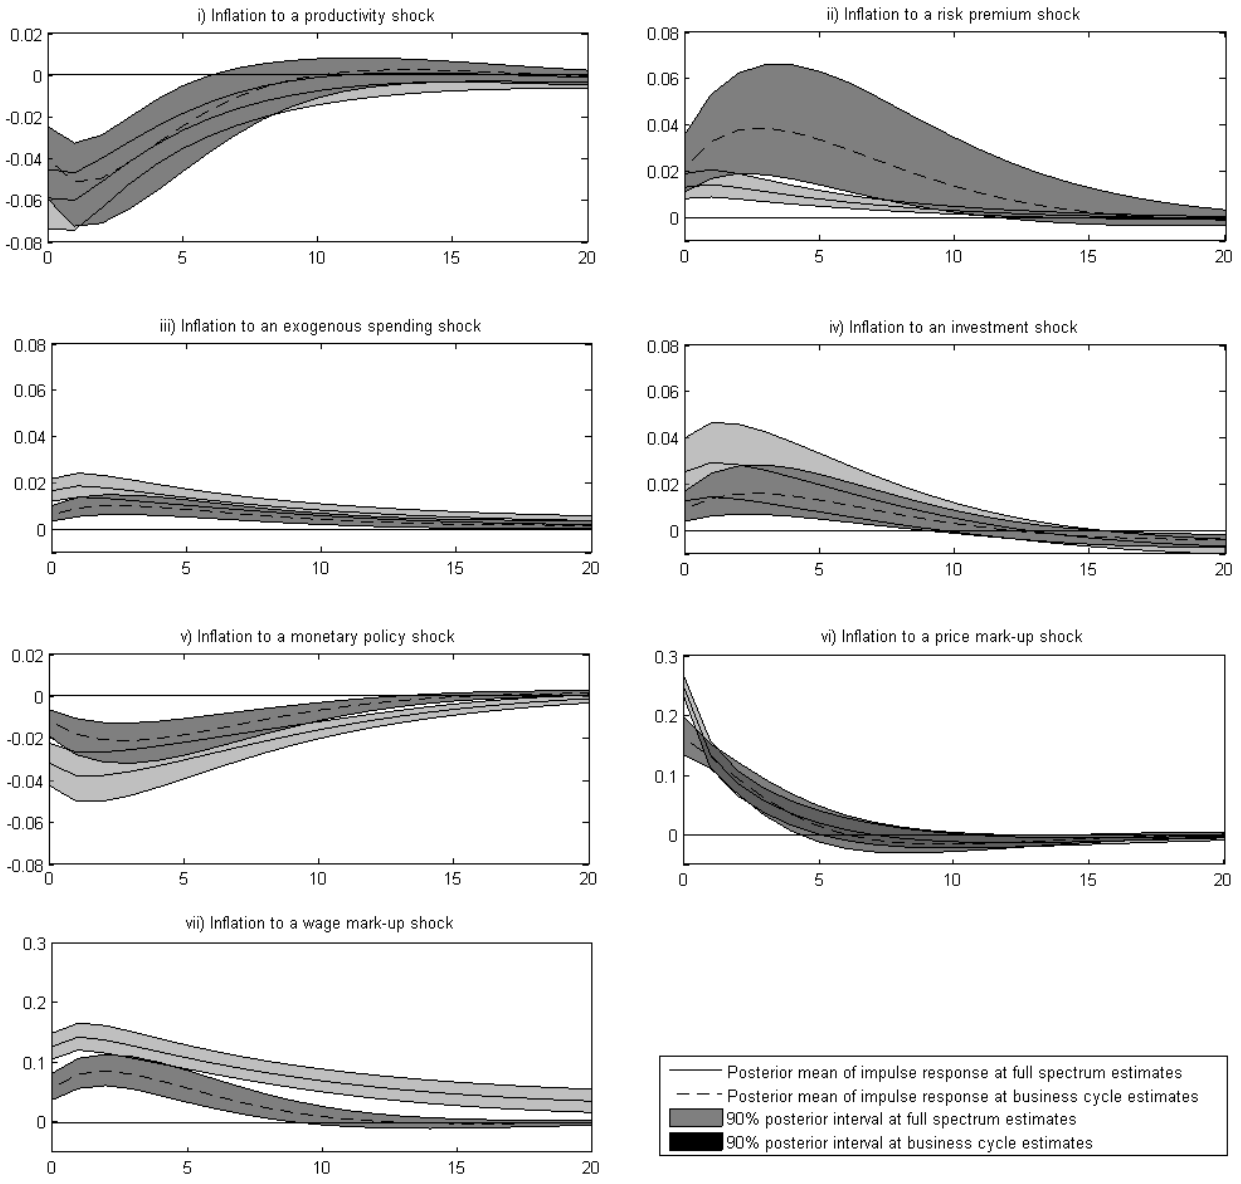 i) Inflation to a productivity shock
0.02
0
-0.02
-0.04
-0.06
-0.08
0 5 10 15 20
ii) Inflation to a risk premium shock
0.08
0.06
0.04
0.02
0
0 5 10 15 20
iii) Inflation to an exogenous spending shock
0.08
0.06
0.04
0.02
0
0 5 10 15 20
iv) Inflation to an investment shock
0.08
0.06
0.04
0.02
0
0 5 10 15 20
v) Inflation to a monetary policy shock
0.02
0
-0.02
-0.04
-0.06
-0.08
0 5 10 15 20
vi) Inflation to a price mark-up shock
0.3
0.2
0.1
0
0 5 10 15 20
vii) Inflation to a wage mark-up shock
0.3
0.2
0.1
0
0 5 10 15 20
Posterior mean of impulse response at full spectrum estimates
Posterior mean of impulse response at business cycle estimates
90% posterior interval at full spectrum estimates
90% posterior interval at business cycle estimates